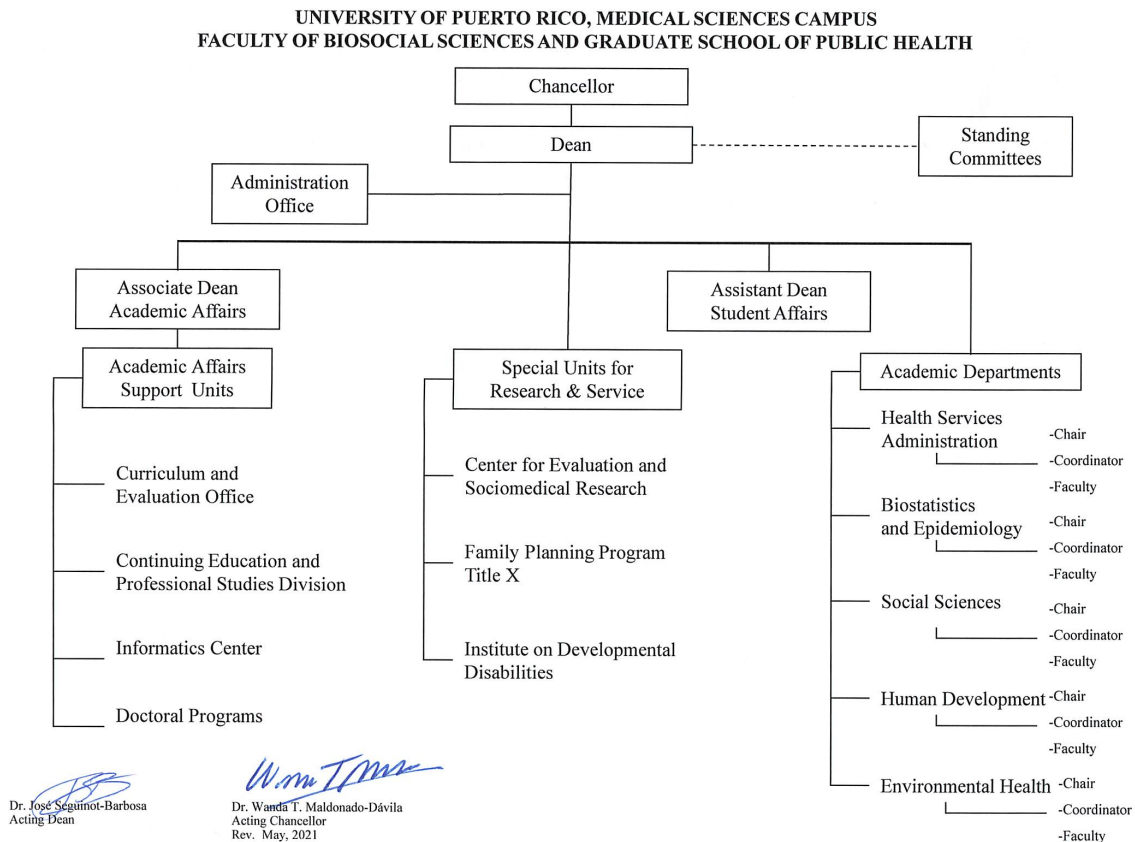 UNIVERSITY OF PUERTO RICO, MEDICAL SCIENCES CAMPUS
FACULTY OF BIOSOCIAL SCIENCES AND GRADUATE SCHOOL OF PUBLIC HEALTH
Chancellor
Dean
Standing
Committees
Administration
Office
Associate Dean
Academic Affairs
Assistant Dean
Student Affairs
Academic Affairs
Support Units
Curriculum and
Evaluation Office
Continuing Education and
Professional Studies Division
Informatics Center
Doctoral Programs
Special Units for
Research & Service
Center for Evaluation and
Sociomedical Research
Family Planning Program
Title X
Institute on Developmental
Disabilities
Academic Departments
Health Services
Administration
-Chair
-Coordinator
-Faculty
Biostatistics
and Epidemiology
-Chair
-Coordinator
-Faculty
Social Sciences
-Chair
-Coordinator
-Faculty
Human Development
-Chair
-Coordinator
-Faculty
Environmental Health
-Chair
-Coordinator
-Faculty
Dr. José Seguinot-Barbosa
Acting Dean
Dr. Wanda T. Maldonado-Dávila
Acting Chancellor
Rev. May, 2021